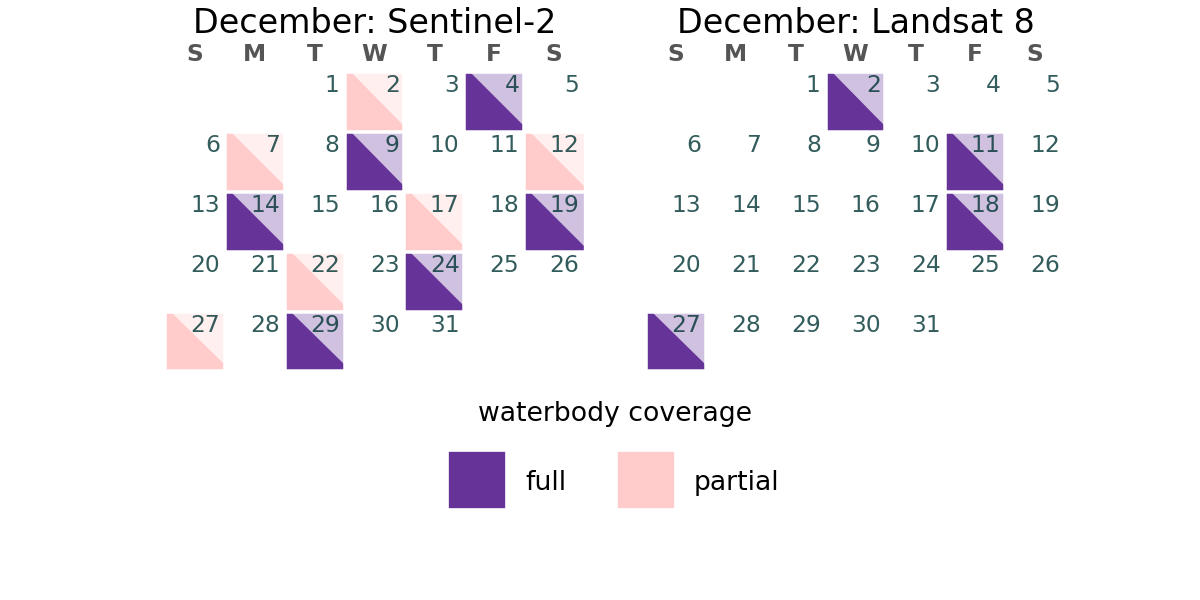 December: Sentinel-2
S M T W T F S
1 2 3 4 5
6 7 8 9 10 11 12
13 14 15 16 17 18 19
20 21 22 23 24 25 26
27 28 29 30 31
December: Landsat 8
S M T W T F S
1 2 3 4 5
6 7 8 9 10 11 12
13 14 15 16 17 18 19
20 21 22 23 24 25 26
27 28 29 30 31
waterbody coverage
full partial